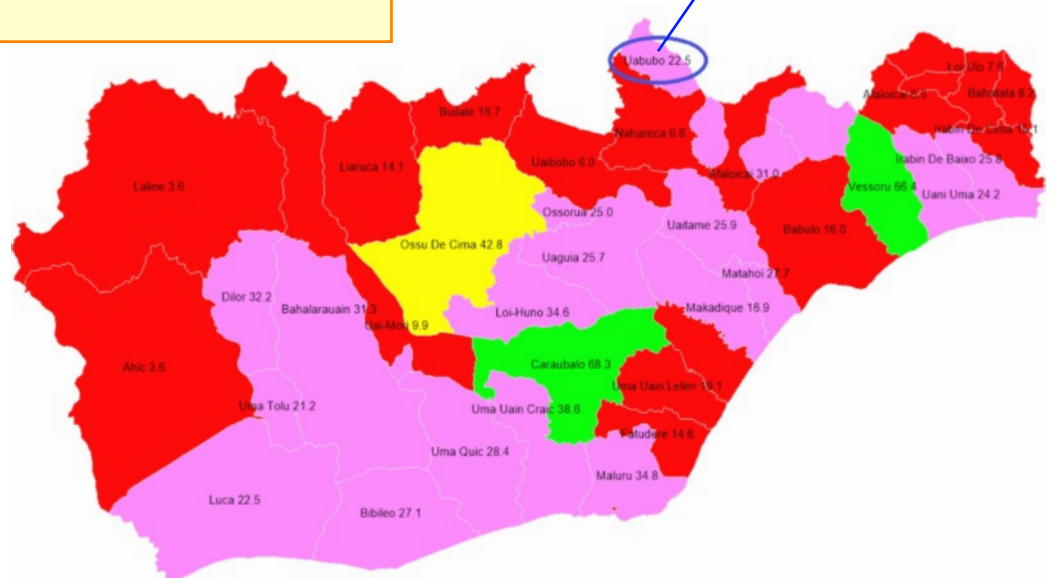 Uabubo 22.5
Loi Ulo 7.8
Bahatata 8.2
Builale 16.7
Nahareca 6.6
Irabin De Cima 15.1
Liaruca 14.1
Uaibobo 6.0
Irabin De Baixo 25.8
Laline 3.6
Afaloicai 31.0
Vessoru 66.4
Uani Uma 24.2
Ossorua 25.0
Uaitame 25.9
Babulo 16.0
Ossu De Cima 42.8
Uaguia 25.7
Matahoi 27.7
Dilor 32.2
Bahalarauain 31.3
Makadique 16.9
Loi-Huno 34.6
Uai-Mori 9.9
Ahic 3.6
Caraubalo 68.3
Uma Uain Leten 19.1
Uma Tolu 21.2
Uma Uain Craic 38.6
Fatudere 14.6
Uma Quic 28.4
Maluru 34.8
Luca 22.5
Bibileo 27.1